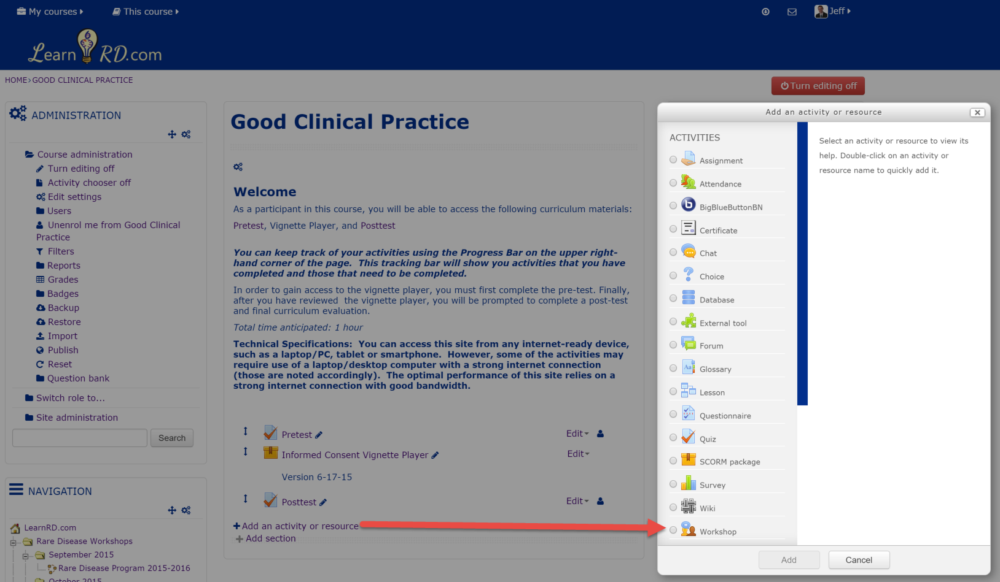 My courses
This course
Jeff
Learn RD.com
HOME›GOOD CLINICAL PRACTICE
Turn editing off
ADMINISTRATION
Course administration
Turn editing off
Activity chooser off
Edit settings
Users
Unenrol me from Good Clinical
Practice
Filters
Reports
Grades
Badges
Backup
Restore
Import
Publish
Reset
Question bank
Switch role to...
Site administration
Search
NAVIGATION
LearnRD.com
Rare Disease Workshops
September 2015
Rare Disease Program 2015-2016
October 2015
Good Clinical Practice
Welcome
As a participant in this course, you will be able to access the following curriculum materials:
Pretest, Vignette Player, and Posttest
You can keep track of your activities using the Progress Bar on the upper right-
hand corner of the page.  This tracking bar will show you activities that you have
completed and those that need to be completed.
In order to gain access to the vignette player, you must first complete the pre-test. Finally,
after you have reviewed  the vignette player, you will be prompted to complete a post-test
and final curriculum evaluation.
Total time anticipated: 1 hour
Technical Specifications:  You can access this site from any internet-ready device,
such as a laptop/PC, tablet or smartphone.  However, some of the activities may
require use of a laptop/desktop computer with a strong internet connection
(those are noted accordingly).  The optimal performance of this site relies on a
strong internet connection with good bandwidth.
Pretest
Edit
Informed Consent Vignette Player
Edit
Version 6-17-15
Posttest
Edit
Add an activity or resource
Add section
Add an activity or resource
ACTIVITIES
Assignment
Attendance
BigBlueButtonBN
Certificate
Chat
Choice
Database
External tool
Forum
Glossary
Lesson
Questionnaire
Quiz
SCORM package
Survey
Wiki
Workshop
Select an activity or resource to view its
help. Double-click on an activity or
resource name to quickly add it.
Add
Cancel